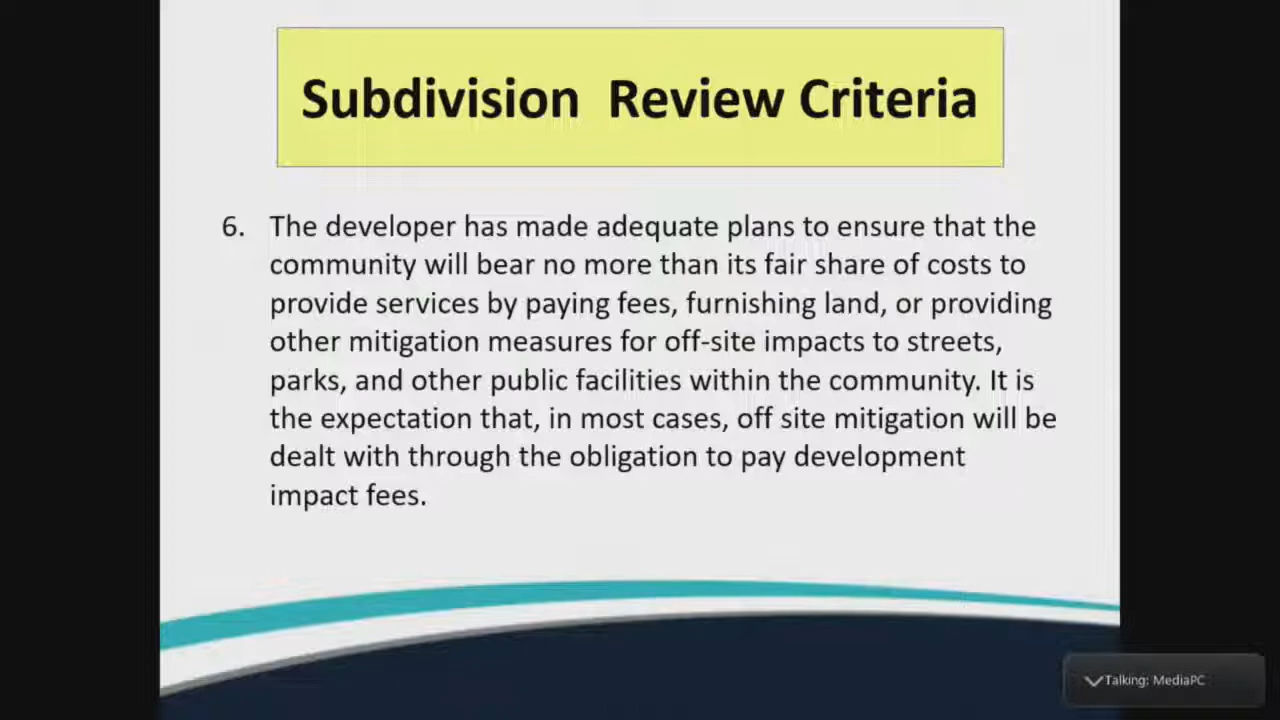 Subdivision Review Criteria
6. The developer has made adequate plans to ensure that the
community will bear no more than its fair share of costs to
provide services by paying fees, furnishing land, or providing
other mitigation measures for off-site impacts to streets,
parks, and other public facilities within the community. It is
the expectation that, in most cases, off site mitigation will be
dealt with through the obligation to pay development
impact fees.
Talking: MediaPC